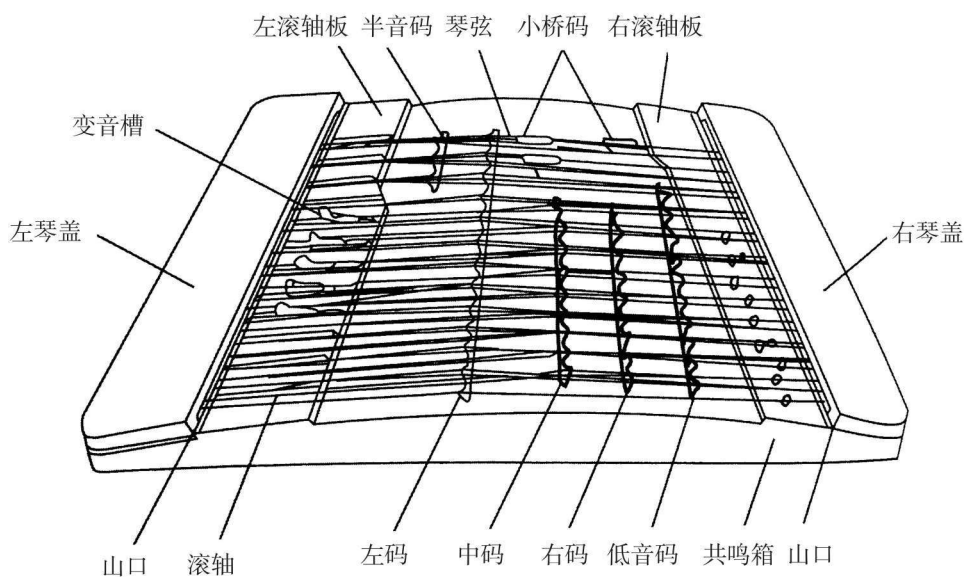 左滚轴板 半音码 琴弦 小桥码 右滚轴板
变音槽
左琴盖
右琴盖
山口 滚轴 左码 中码 右码 低音码 共鸣箱 山口